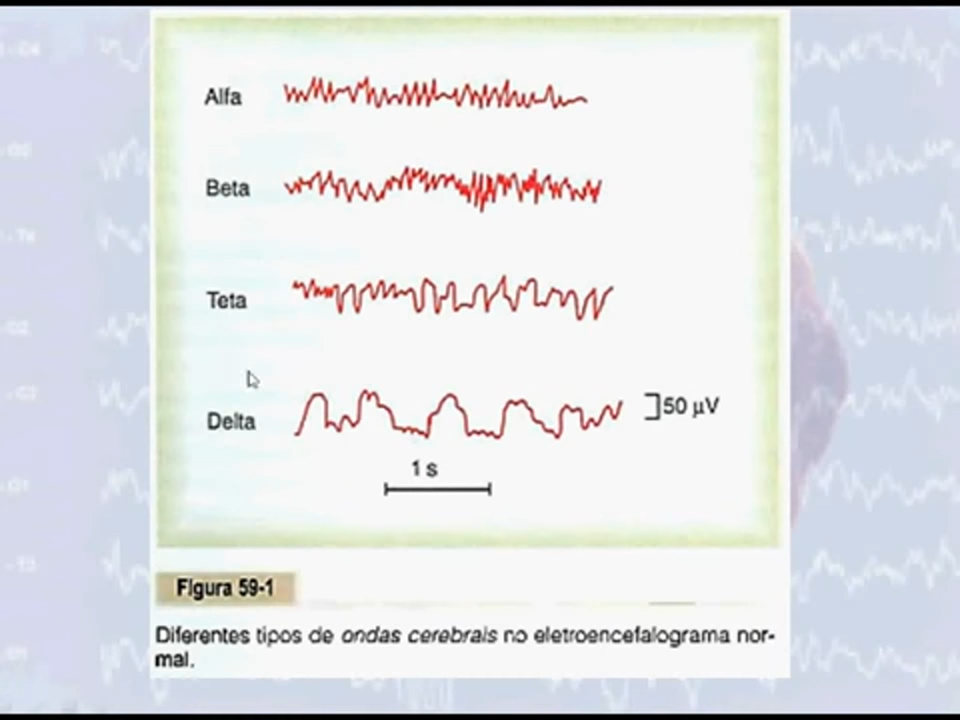 Alfa
Beta
Teta
Delta
50 µV
1 s
Figura 59-1
Diferentes tipos de ondas cerebrais no eletroencefalograma nor-
mal.